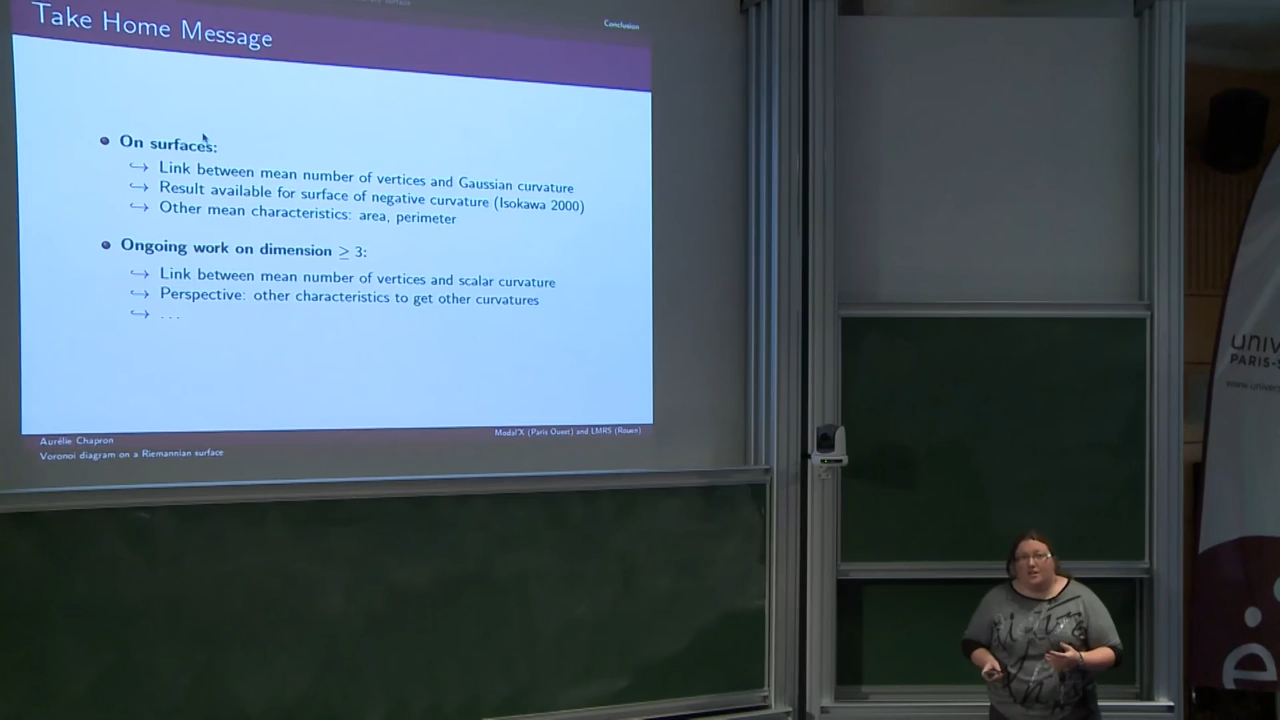 Take Home Message
Conclusion
On surfaces:
↪ Link between mean number of vertices and Gaussian curvature
↪ Result available for surface of negative curvature (Isokawa 2000)
↪ Other mean characteristics: area, perimeter
Ongoing work on dimension ≥ 3:
↪ Link between mean number of vertices and scalar curvature
↪ Perspective: other characteristics to get other curvatures
↪ ...
Aurélie Chapron
Modal'X (Paris Ouest) and LMRS (Rouen)
Voronoi diagram on a Riemannian surface
univ
PARIS-
www.univer
e